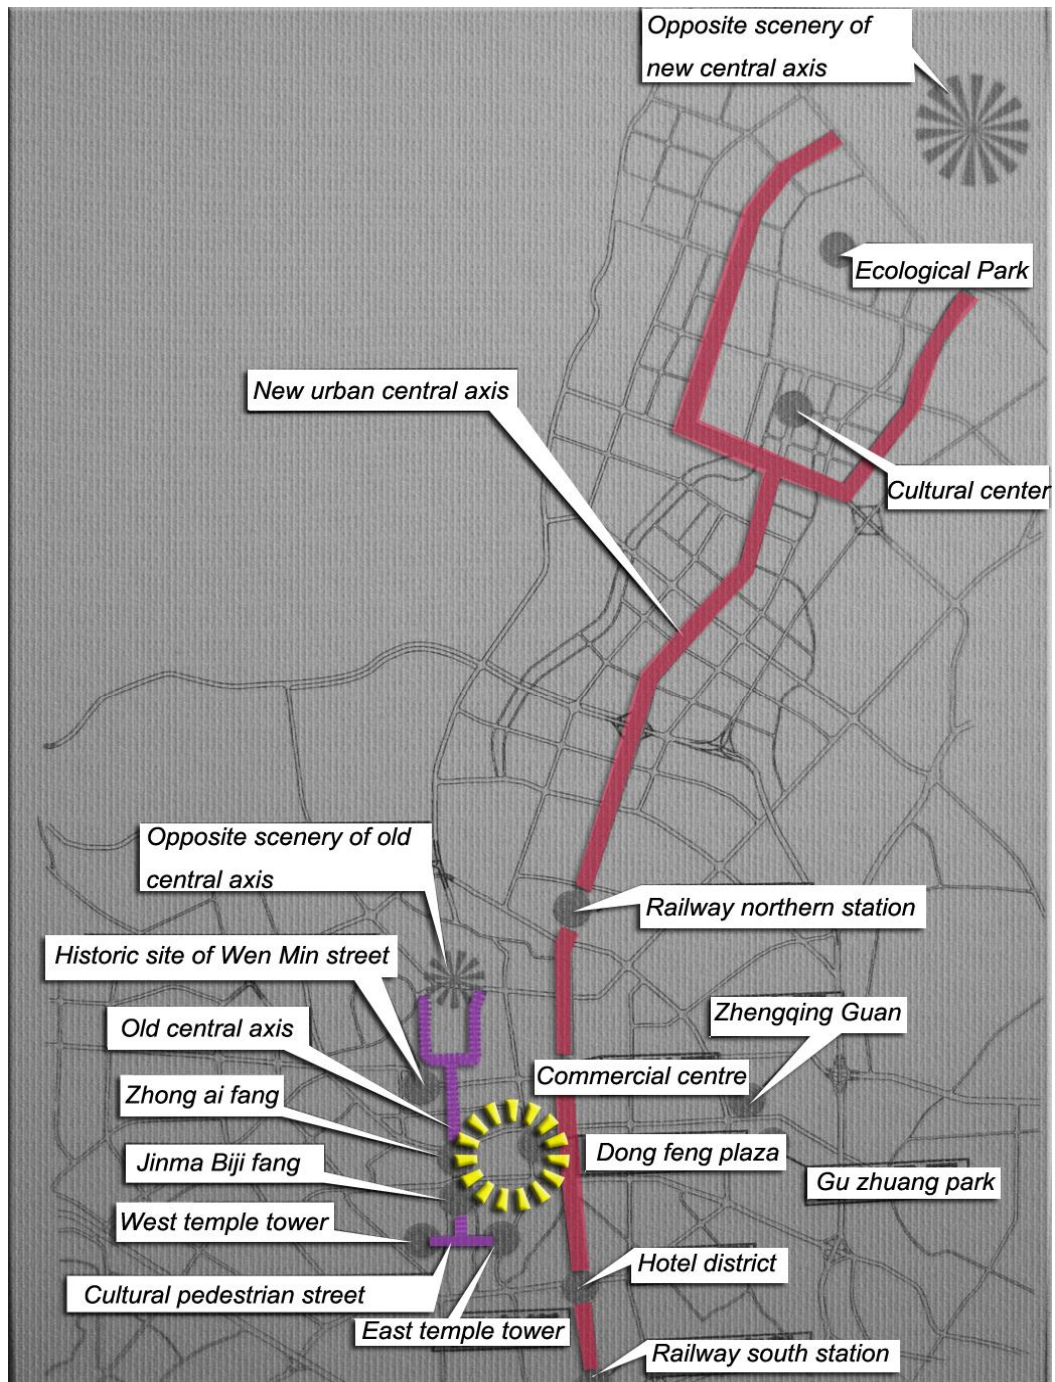 Opposite scenery of
new central axis
Ecological Park
New urban central axis
Cultural center
Opposite scenery of old
central axis
Railway northern station
Historic site of Wen Min street
Zhengqing Guan
Old central axis
Commercial centre
Zhong ai fang
Dong feng plaza
Jinma Biji fang
Gu zhuang park
West temple tower
Hotel district
Cultural pedestrian street
East temple tower
Railway south station